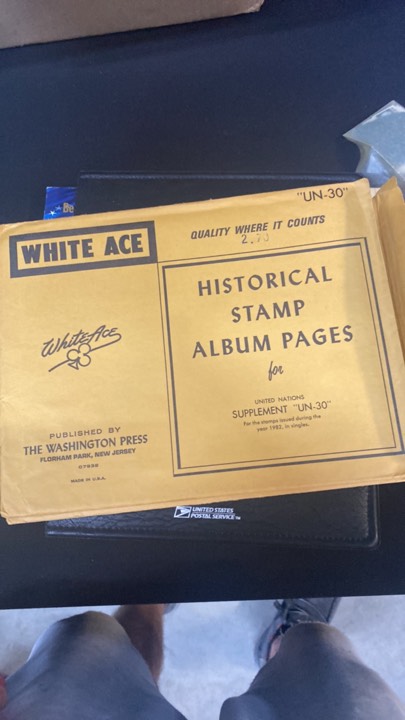 "UN-30"
WHITE ACE
QUALITY WHERE IT COUNTS
HISTORICAL
STAMP
ALBUM PAGES
for
UNITED NATIONS
SUPPLEMENT "UN-30"
For the stamps issued during the
year 1982, in singles.
White Ace
PUBLISHED BY
THE WASHINGTON PRESS
FLORHAM PARK, NEW JERSEY
07932
MADE IN U.S.A.
UNITED STATES
POSTAL SERVICE